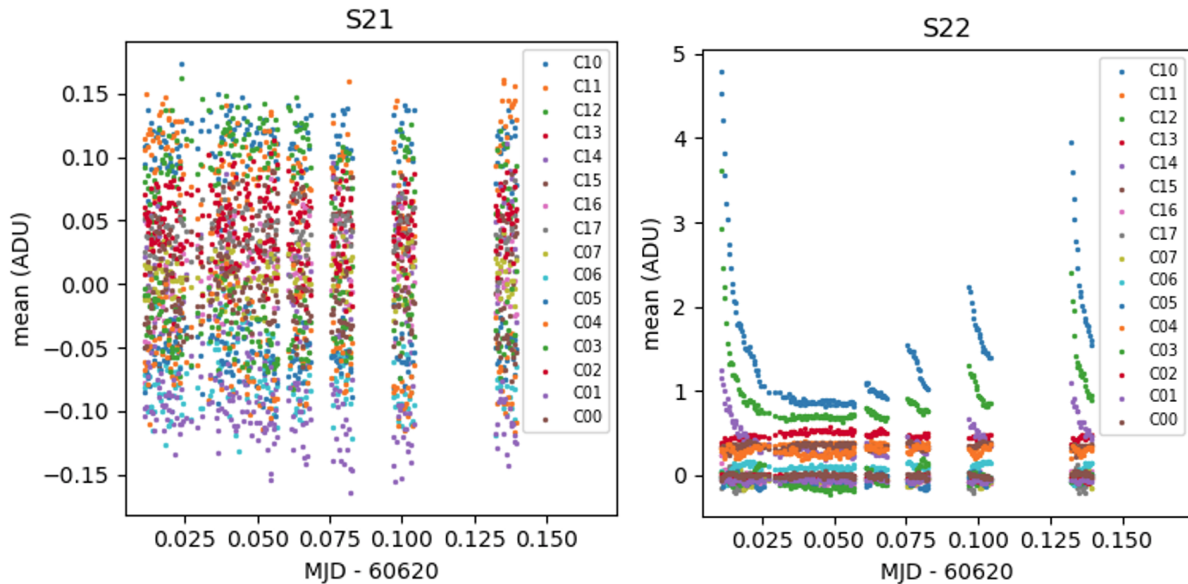 S21
mean (ADU)
0.15
0.10
0.05
0.00
−0.05
−0.10
−0.15
0.025
0.050
0.075
0.100
0.125
0.150
MJD - 60620
C10
C11
C12
C13
C14
C15
C16
C17
C07
C06
C05
C04
C03
C02
C01
C00
S22
mean (ADU)
5
4
3
2
1
0
0.025
0.050
0.075
0.100
0.125
0.150
MJD - 60620
C10
C11
C12
C13
C14
C15
C16
C17
C07
C06
C05
C04
C03
C02
C01
C00